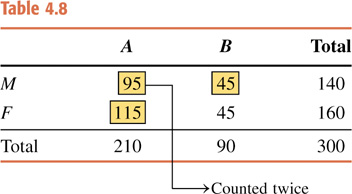 Table 4.8
A B Total
M 95 45 140
F 115 45 160
Total 210 90 300
Counted twice